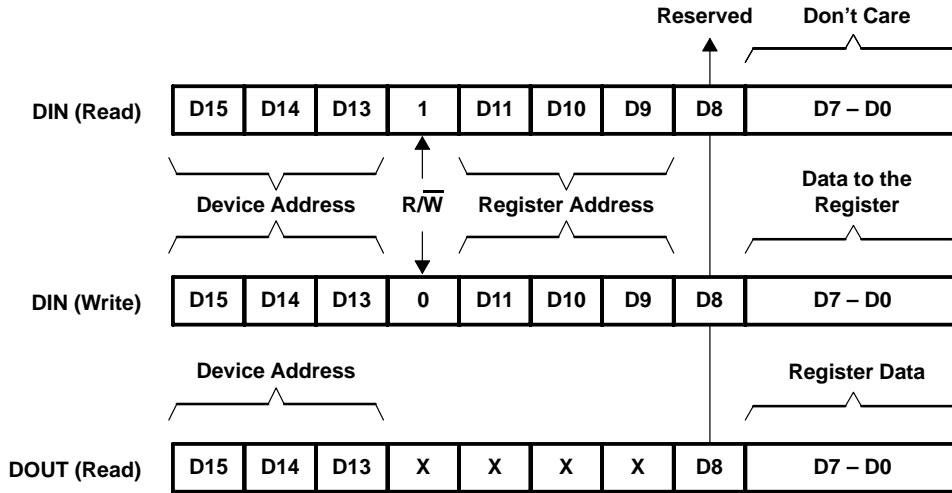 Reserved Don't Care
DIN (Read) D15 D14 D13 1 D11 D10 D9 D8 D7 – D0
Device Address R/W̅ Register Address Data to the
Register
DIN (Write) D15 D14 D13 0 D11 D10 D9 D8 D7 – D0
Device Address Register Data
DOUT (Read) D15 D14 D13 X X X X D8 D7 – D0